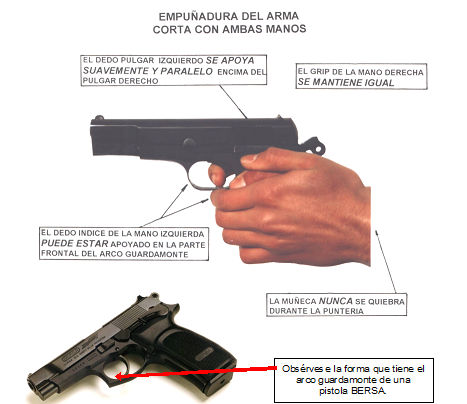 EMPUÑADURA DEL ARMA
CORTA CON AMBAS MANOS
EL DEDO PULGAR IZQUIERDO SE APOYA
SUAVEMENTE Y PARALELO ENCIMA DEL
PULGAR DERECHO
EL GRIP DE LA MANO DERECHA
SE MANTIENE IGUAL
EL DEDO INDICE DE LA MANO IZQUIERDA
PUEDE ESTAR APOYADO EN LA PARTE
FRONTAL DEL ARCO GUARDAMONTE
LA MUÑECA NUNCA SE QUIEBRA
DURANTE LA PUNTERIA
Obsérvese la forma que tiene el
arco guardamonte de una
pistola BERSA.